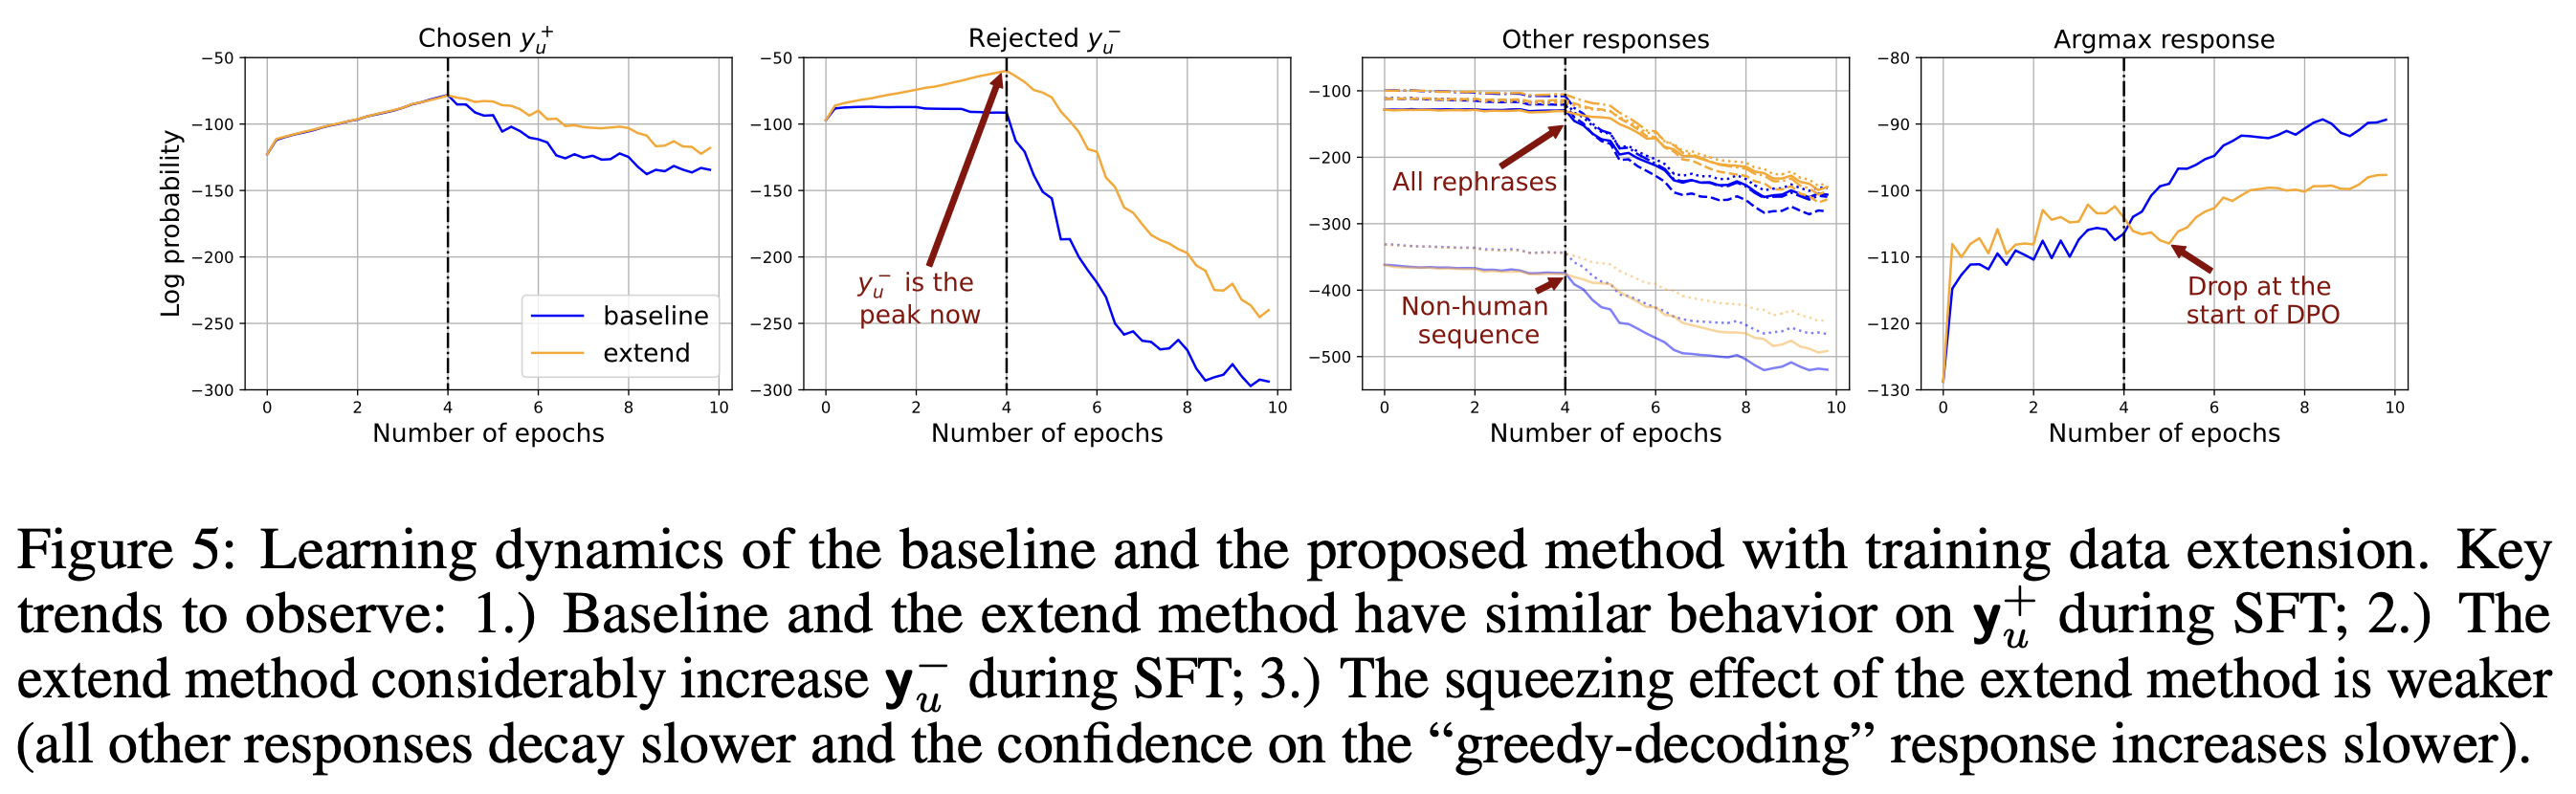 Chosen y_u^+
Rejected y_u^-
Other responses
Argmax response
Log probability
−50
−100
−150
−200
−250
−300
0 2 4 6 8 10
Number of epochs
baseline
extend
−50
−100
−150
−200
−250
−300
0 2 4 6 8 10
Number of epochs
y_u^- is the
peak now
−100
−200
−300
−400
−500
0 2 4 6 8 10
Number of epochs
All rephrases
Non-human
sequence
−80
−90
−100
−110
−120
−130
0 2 4 6 8 10
Number of epochs
Drop at the
start of DPO
Figure 5: Learning dynamics of the baseline and the proposed method with training data extension. Key
trends to observe: 1.) Baseline and the extend method have similar behavior on y_u^+ during SFT; 2.) The
extend method considerably increase y_u^- during SFT; 3.) The squeezing effect of the extend method is weaker
(all other responses decay slower and the confidence on the “greedy-decoding” response increases slower).